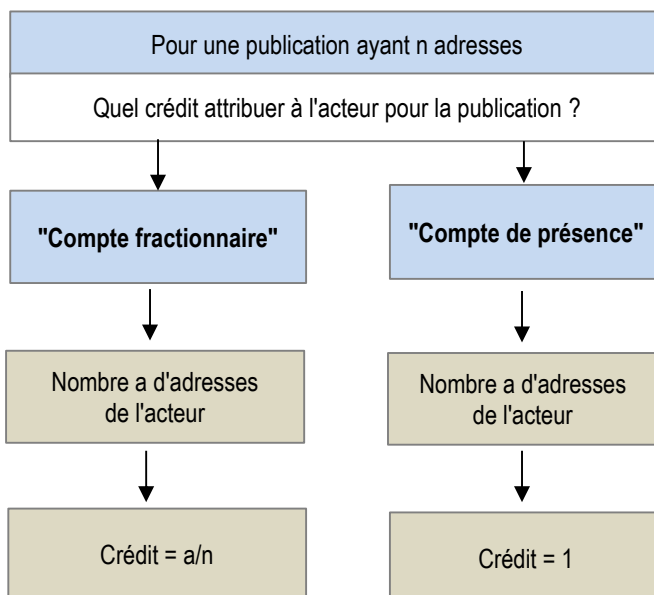 Pour une publication ayant n adresses
Quel crédit attribuer à l'acteur pour la publication ?
"Compte fractionnaire"
"Compte de présence"
Nombre a d'adresses
de l'acteur
Nombre a d'adresses
de l'acteur
Crédit = a/n
Crédit = 1